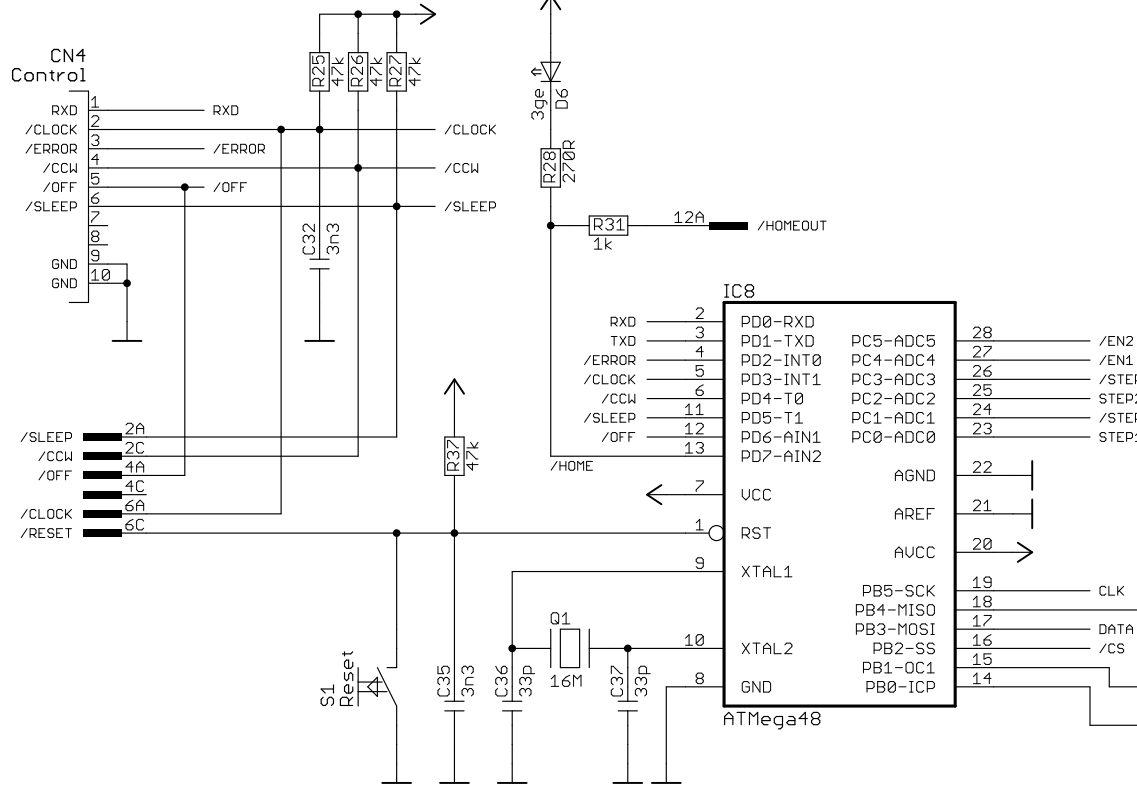 CN4
Control
RXD 1 RXD
/CLOCK 2 /CLOCK
/ERROR 3 /ERROR
/CCW 4 /CCW
/OFF 5 /OFF
/SLEEP 6 /SLEEP
7
8
GND 9
GND 10
R25
47k
R26
47k
R27
47k
C32
3n3
3ge
D6
R28
270R
R31
1k
12A
/HOMEOUT
/SLEEP 2A
/CCW 2C
/OFF 4A
4C
/CLOCK 6A
/RESET 6C
R37
47k
/HOME
S1
Reset
C35
3n3
C36
33p
Q1
16M
C37
33p
IC8
RXD 2 PD0-RXD
TXD 3 PD1-TXD
/ERROR 4 PD2-INT0
/CLOCK 5 PD3-INT1
/CCW 6 PD4-T0
/SLEEP 11 PD5-T1
/OFF 12 PD6-AIN1
13 PD7-AIN2
7 VCC
1 RST
9 XTAL1
10 XTAL2
8 GND
PC5-ADC5 28 /EN2
PC4-ADC4 27 /EN1
PC3-ADC3 26 /STEP
PC2-ADC2 25 STEP2
PC1-ADC1 24 /STEP
PC0-ADC0 23 STEP1
AGND 22
AREF 21
AVCC 20
PB5-SCK 19 CLK
PB4-MISO 18
PB3-MOSI 17 DATA
PB2-SS 16 /CS
PB1-OC1 15
PB0-ICP 14
ATMega48